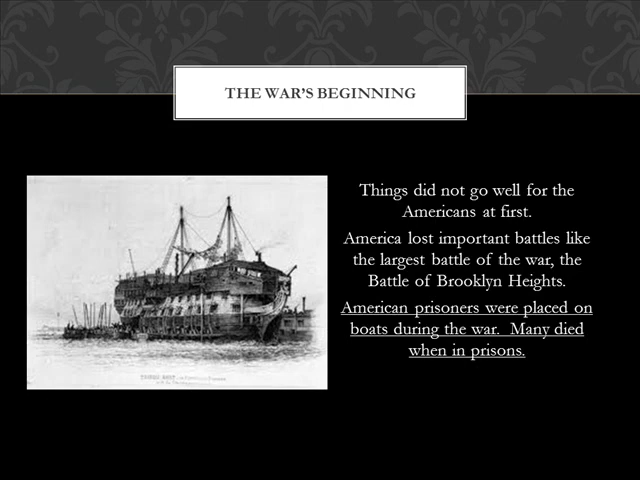 THE WAR'S BEGINNING
Things did not go well for the
Americans at first.
America lost important battles like
the largest battle of the war, the
Battle of Brooklyn Heights.
American prisoners were placed on
boats during the war.  Many died
when in prisons.